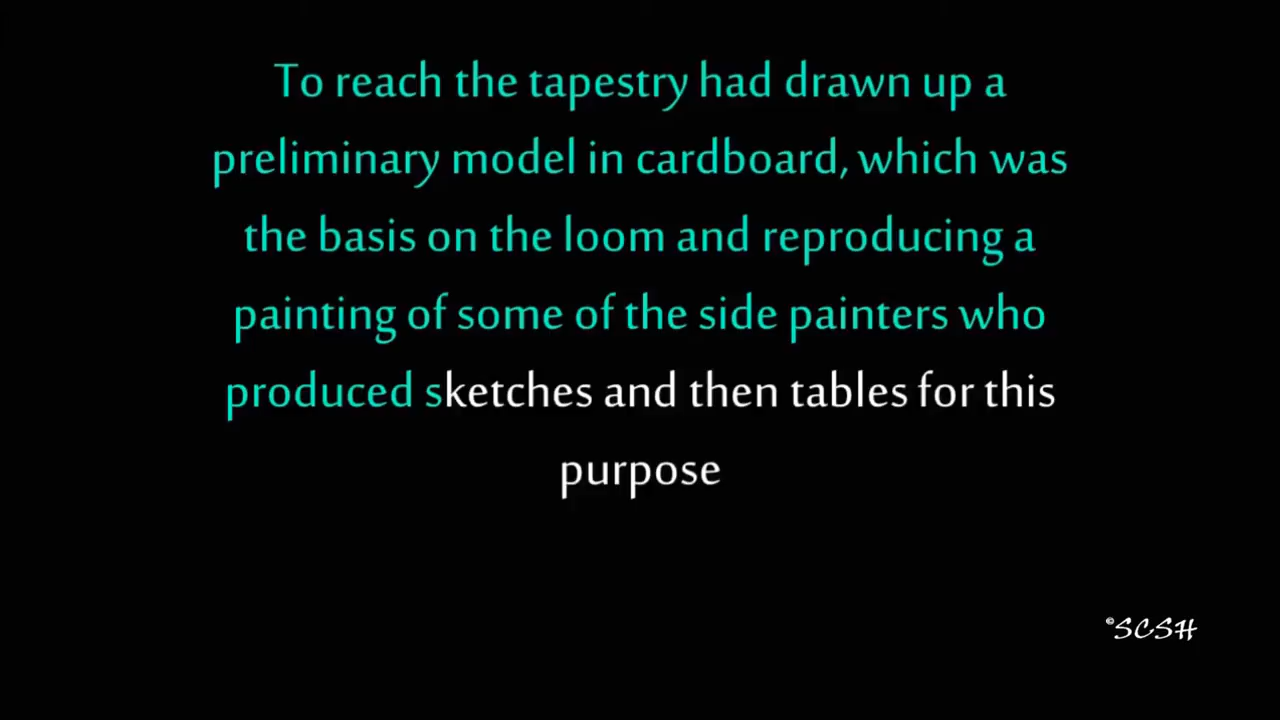 To reach the tapestry had drawn up a
preliminary model in cardboard, which was
the basis on the loom and reproducing a
painting of some of the side painters who
produced sketches and then tables for this
purpose
©SCSH